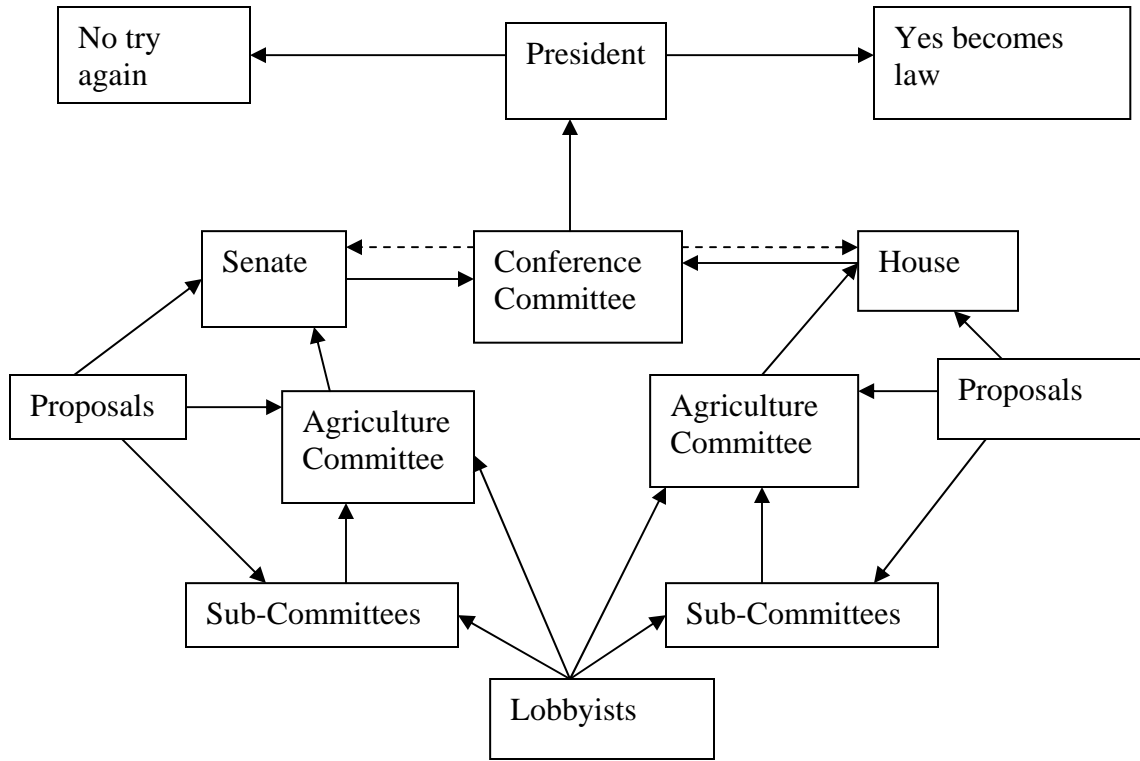 No try
again
President
Yes becomes
law
Senate
Conference
Committee
House
Proposals
Agriculture
Committee
Agriculture
Committee
Proposals
Sub-Committees
Sub-Committees
Lobbyists